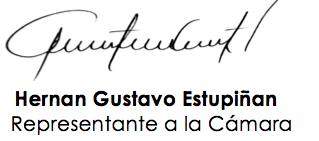 Hernan Gustavo Estupiñan
Representante a la Cámara